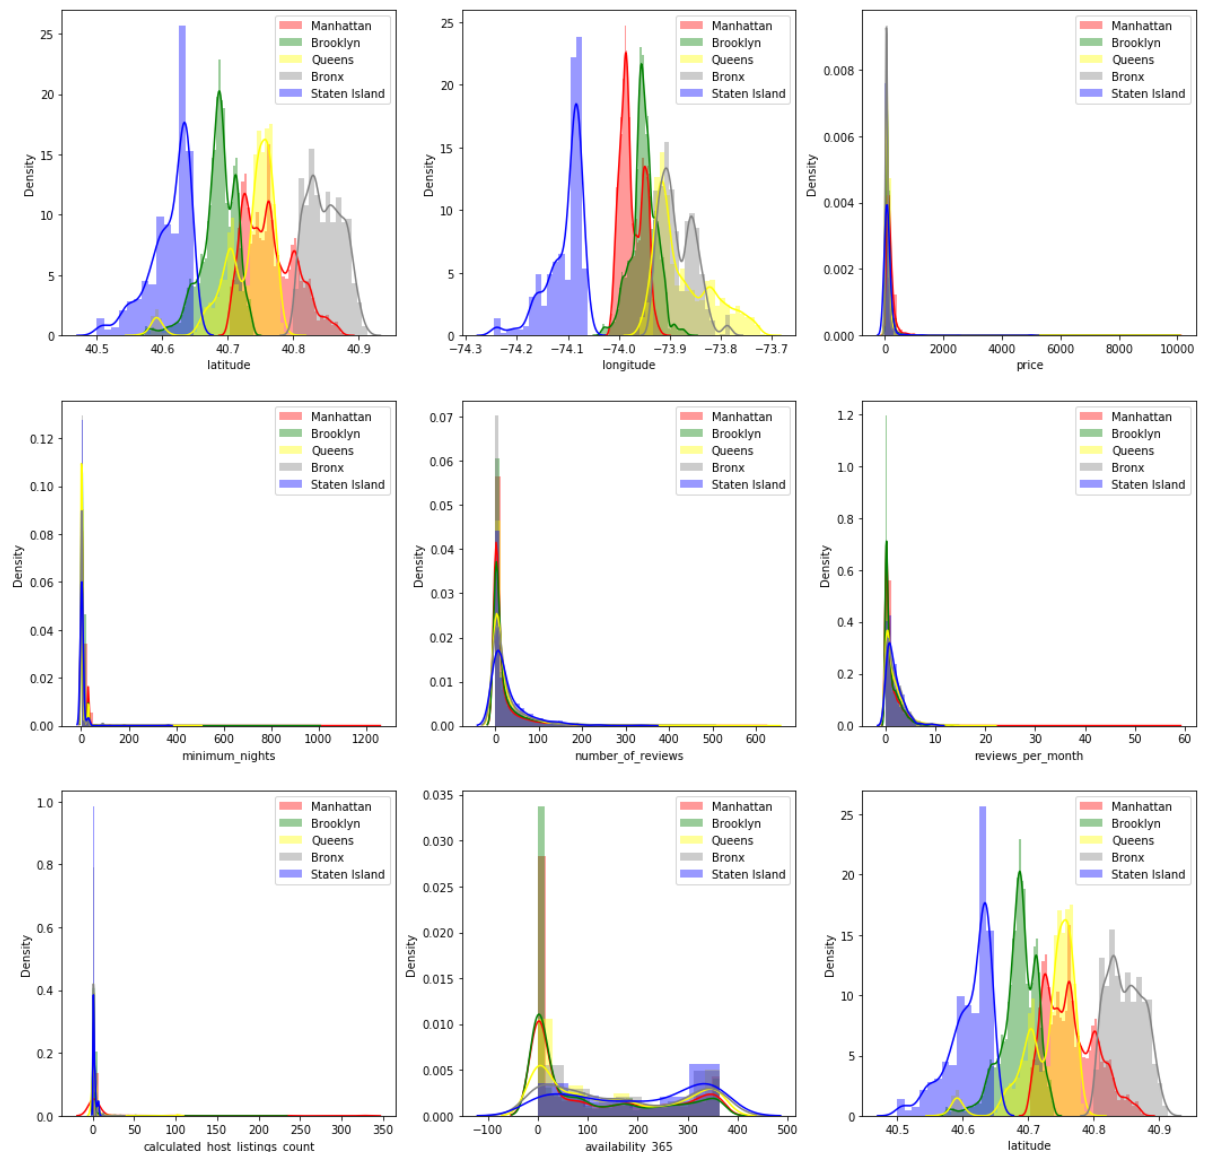 Density
25
20
15
10
5
0
40.5 40.6 40.7 40.8 40.9
latitude
Manhattan
Brooklyn
Queens
Bronx
Staten Island
Density
25
20
15
10
5
0
−74.3 −74.2 −74.1 −74.0 −73.9 −73.8 −73.7
longitude
Manhattan
Brooklyn
Queens
Bronx
Staten Island
Density
0.008
0.006
0.004
0.002
0.000
0 2000 4000 6000 8000 10000
price
Manhattan
Brooklyn
Queens
Bronx
Staten Island
Density
0.12
0.10
0.08
0.06
0.04
0.02
0.00
0 200 400 600 800 1000 1200
minimum_nights
Manhattan
Brooklyn
Queens
Bronx
Staten Island
Density
0.07
0.06
0.05
0.04
0.03
0.02
0.01
0.00
0 100 200 300 400 500 600
number_of_reviews
Manhattan
Brooklyn
Queens
Bronx
Staten Island
Density
1.2
1.0
0.8
0.6
0.4
0.2
0.0
0 10 20 30 40 50 60
reviews_per_month
Manhattan
Brooklyn
Queens
Bronx
Staten Island
Density
1.0
0.8
0.6
0.4
0.2
0.0
0 50 100 150 200 250 300 350
calculated_host_listings_count
Manhattan
Brooklyn
Queens
Bronx
Staten Island
Density
0.035
0.030
0.025
0.020
0.015
0.010
0.005
0.000
−100 0 100 200 300 400 500
availability_365
Manhattan
Brooklyn
Queens
Bronx
Staten Island
Density
25
20
15
10
5
0
40.5 40.6 40.7 40.8 40.9
latitude
Manhattan
Brooklyn
Queens
Bronx
Staten Island